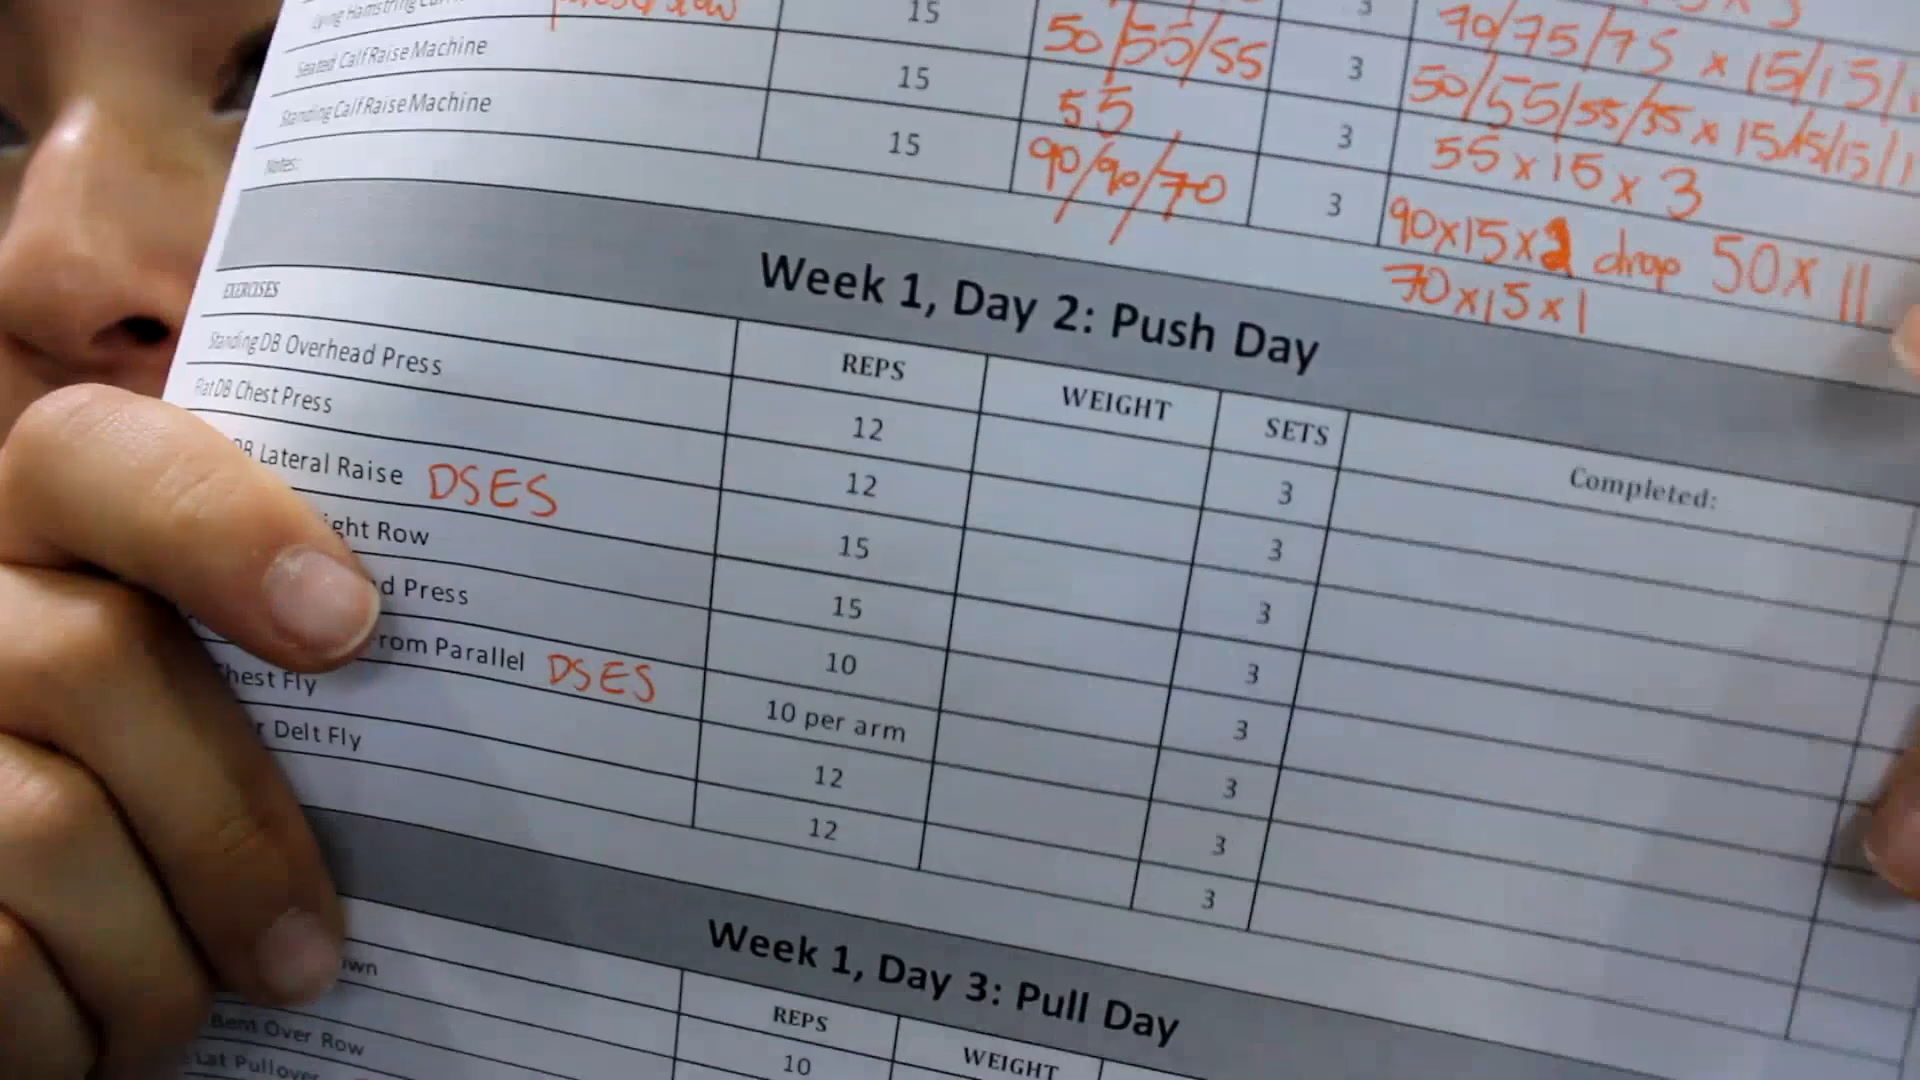 Lying Hamstring 15 3 70/75/75 x 15/15/
Seated Calf Raise Machine 15 50/55/55 3 50/55/55/55 x 15/15/15/1
Standing Calf Raise Machine 15 55 3 55 x 15 x 3
Notes: 90/90/70 3 90x15x2 drop 50x11
70x15x1
Week 1, Day 2: Push Day
EXERCISES REPS WEIGHT SETS Completed:
Standing DB Overhead Press 12 3
Flat DB Chest Press 12 3
DB Lateral Raise DSES 15 3
ight Row 15 3
d Press 10 3
rom Parallel DSES 10 per arm 3
hest Fly 12 3
r Delt Fly 12 3
Week 1, Day 3: Pull Day
REPS WEIGHT
own 10
Bent Over Row
Lat Pullover